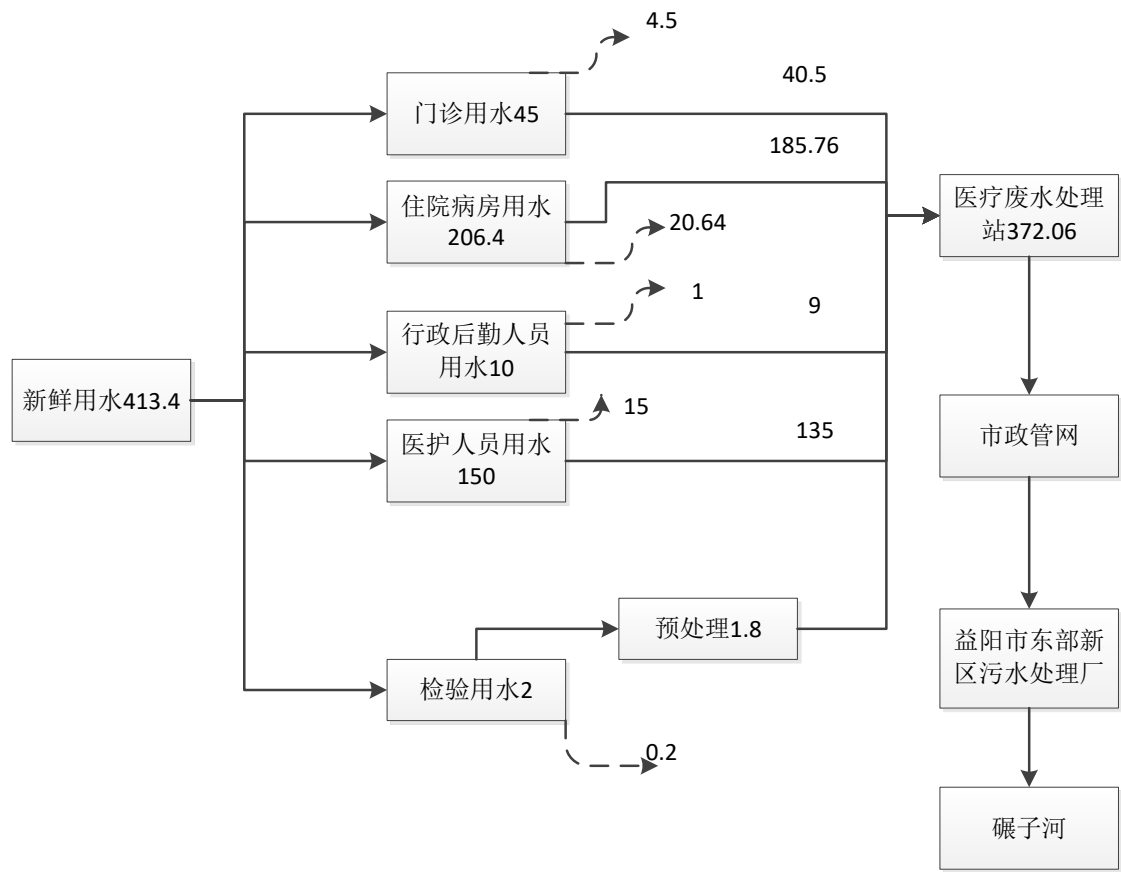 4.5
40.5
门诊用水45
185.76
住院病房用水
206.4
20.64
医疗废水处理
站372.06
1
9
行政后勤人员
用水10
新鲜用水413.4
15
135
医护人员用水
150
市政管网
预处理1.8
益阳市东部新
区污水处理厂
检验用水2
0.2
碾子河